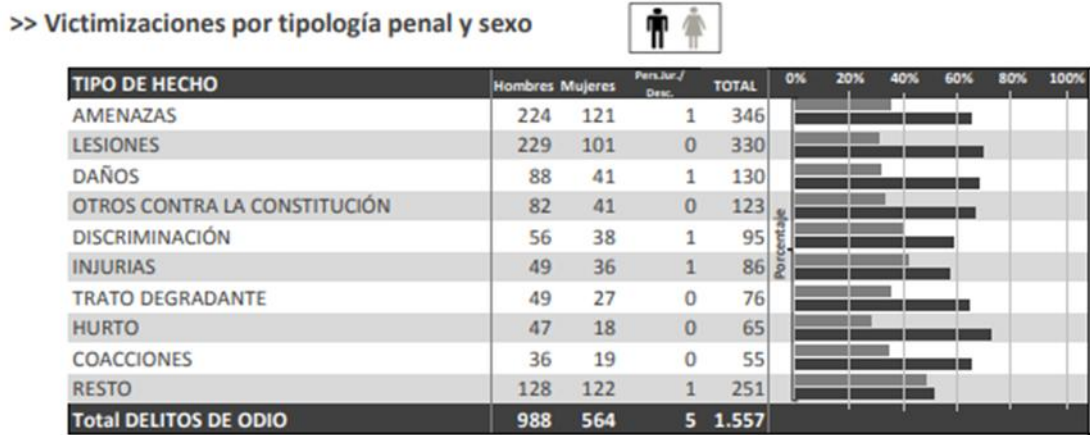 >> Victimizaciones por tipología penal y sexo
TIPO DE HECHO Hombres Mujeres Pers.Jur./ Desc. TOTAL 0% 20% 40% 60% 80% 100%
AMENAZAS 224 121 1 346
LESIONES 229 101 0 330
DAÑOS 88 41 1 130
OTROS CONTRA LA CONSTITUCIÓN 82 41 0 123
DISCRIMINACIÓN 56 38 1 95
INJURIAS 49 36 1 86
TRATO DEGRADANTE 49 27 0 76
HURTO 47 18 0 65
COACCIONES 36 19 0 55
RESTO 128 122 1 251
Total DELITOS DE ODIO 988 564 5 1.557
Porcentaje